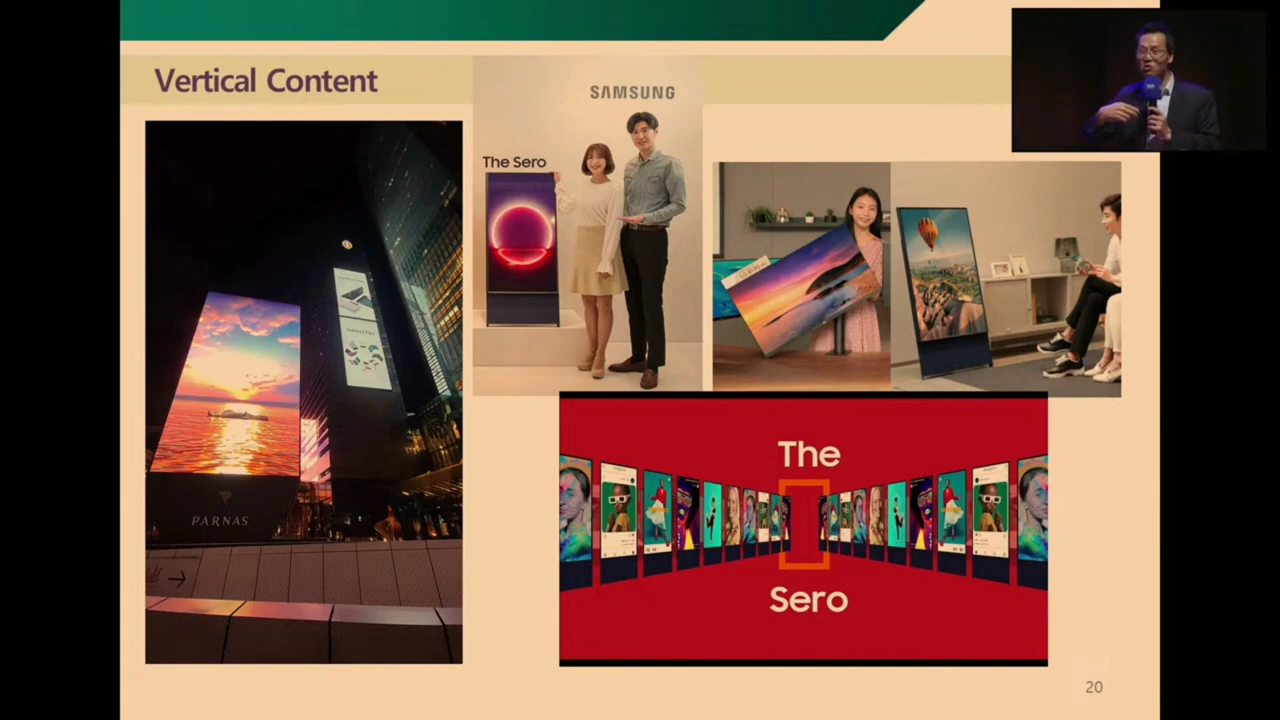 Vertical Content
SAMSUNG
The Sero
PARNAS
The
Sero
20